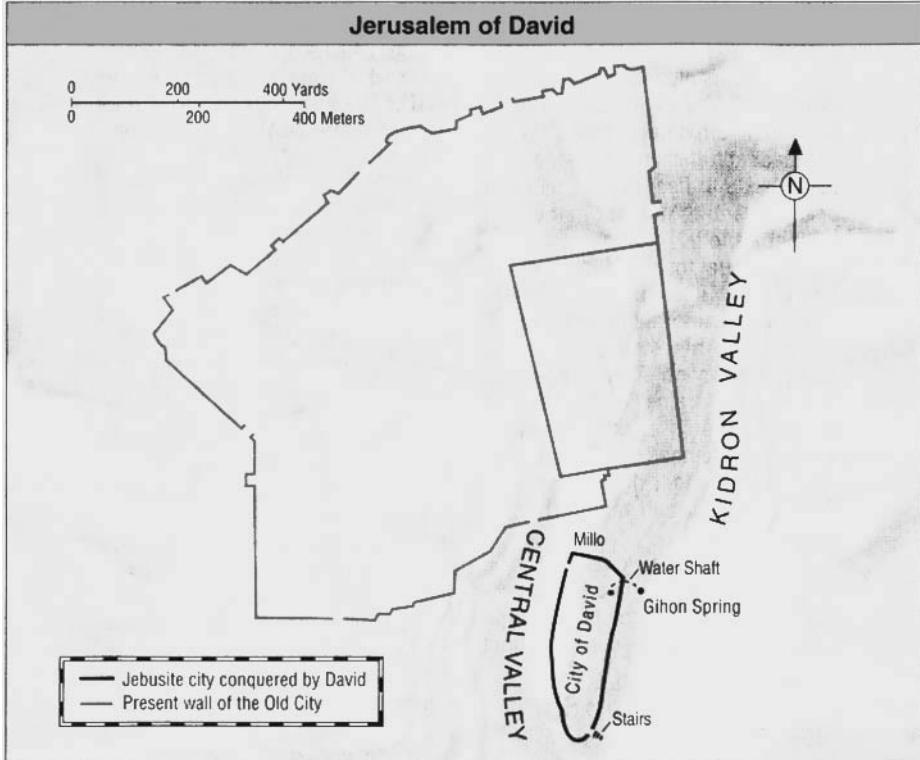 Jerusalem of David
0 200 400 Yards
0 200 400 Meters
N
KIDRON VALLEY
CENTRAL VALLEY
Millo
Water Shaft
Gihon Spring
City of David
Stairs
Jebusite city conquered by David
Present wall of the Old City